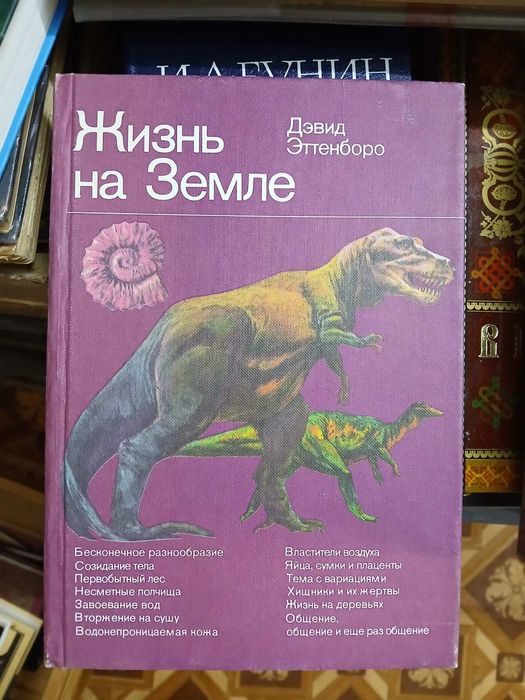 И.А.БУНИН
Жизнь
на Земле
Дэвид
Эттенборо
Бесконечное разнообразие
Созидание тела
Первобытный лес
Несметные полчища
Завоевание вод
Вторжение на сушу
Водонепроницаемая кожа
Властители воздуха
Яйца, сумки и плаценты
Тема с вариациями
Хищники и их жертвы
Жизнь на деревьях
Общение,
общение и еще раз общение